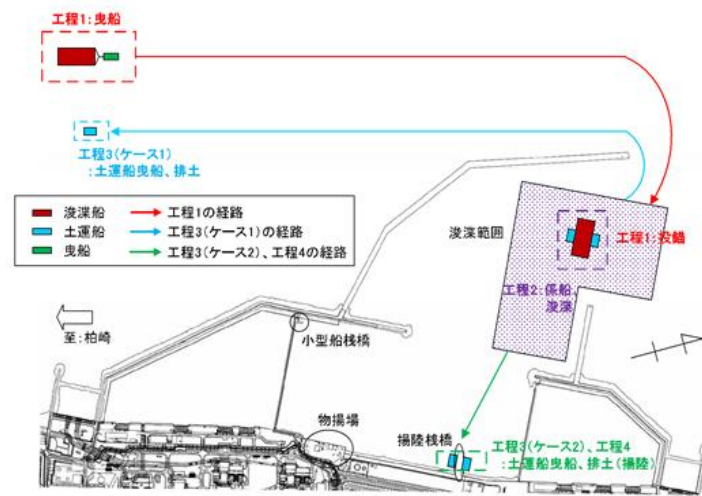 工程1:曳船
工程3(ケース1)
:土運船曳船、排土
浚渫船
工程1の経路
土運船
工程3(ケース1)の経路
曳船
工程3(ケース2)、工程4の経路
浚渫範囲
工程1:投錨
工程2:係船、
浚渫
至:柏崎
小型船桟橋
物揚場
揚陸桟橋
工程3(ケース2)、工程4
:土運船曳船、排土(揚陸)